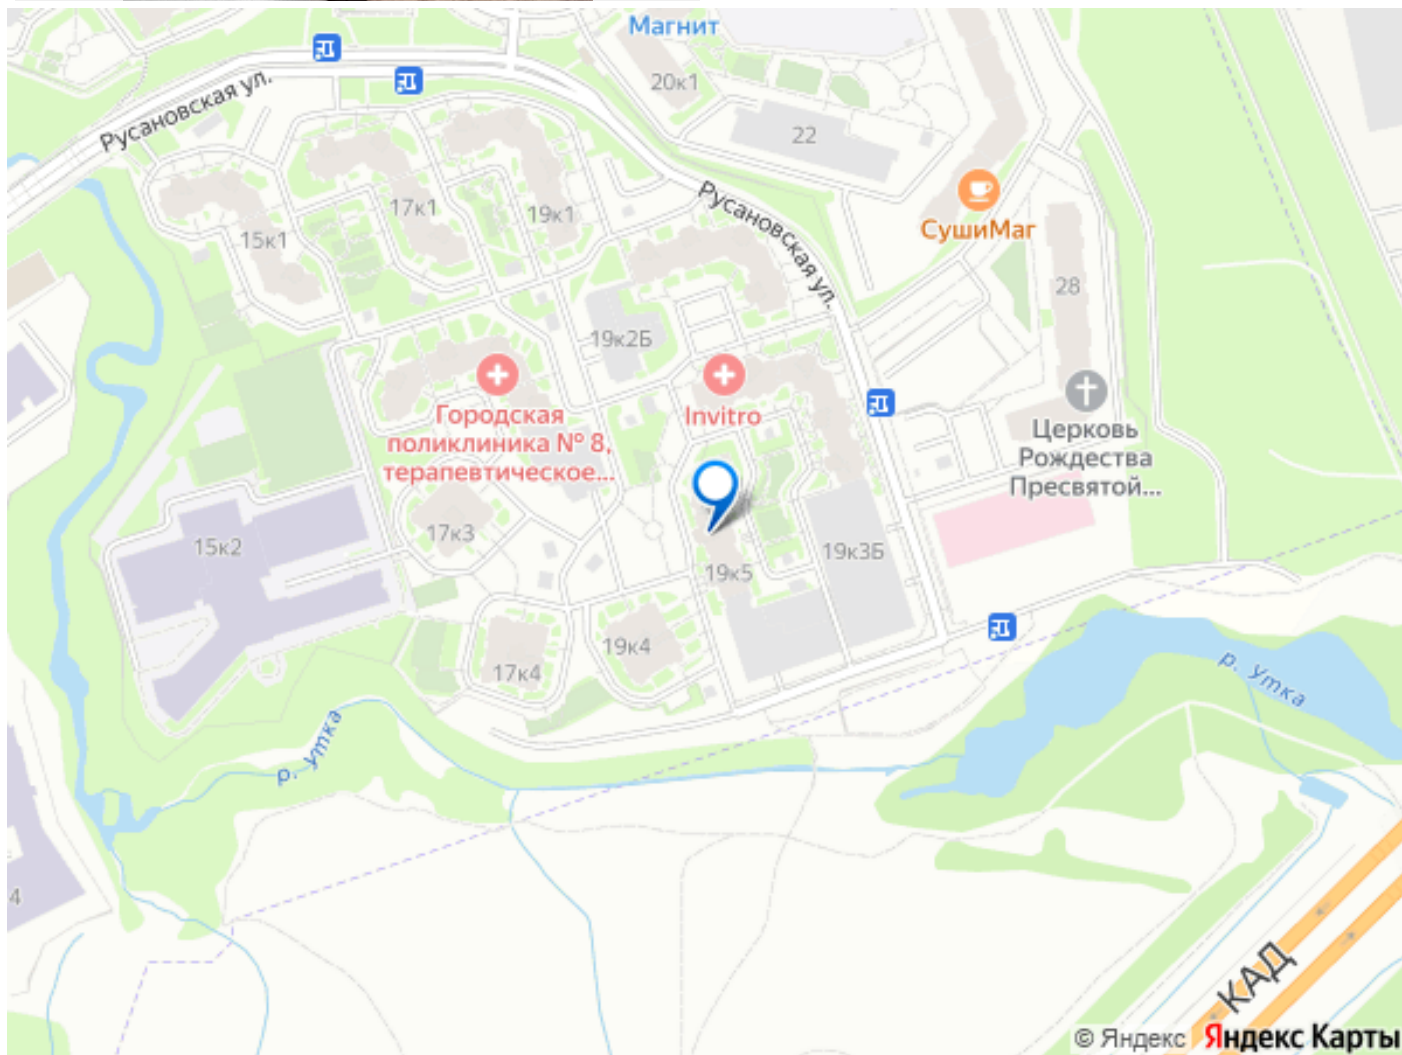 Магнит
20к1
Русановская ул.
22
17к1
19к1
15к1
Русановская ул.
СушиМаг
28
19к2Б
Городская
поликлиника № 8,
терапевтическое...
Invitro
Церковь
Рождества
Пресвятой...
15к2
17к3
19к5
19к3Б
17к4
19к4
р. Утка
р. Утка
4
КАД
© Яндекс Яндекс Карты